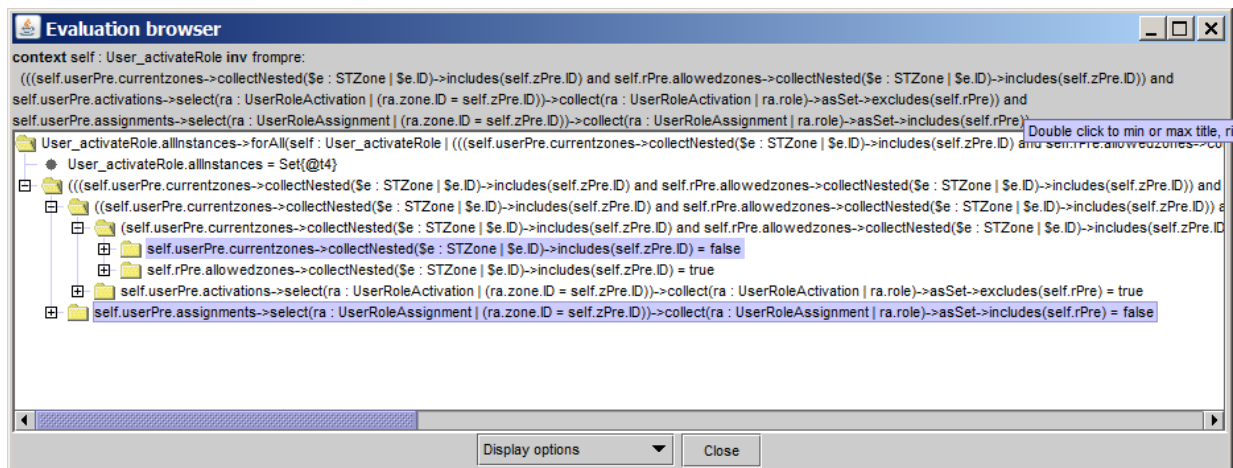 Evaluation browser
context self : User_activateRole inv frompre:
(((self.userPre.currentzones->collectNested($e : STZone | $e.ID)->includes(self.zPre.ID) and self.rPre.allowedzones->collectNested($e : STZone | $e.ID)->includes(self.zPre.ID)) and
self.userPre.activations->select(ra : UserRoleActivation | (ra.zone.ID = self.zPre.ID))->collect(ra : UserRoleActivation | ra.role)->asSet->excludes(self.rPre)) and
self.userPre.assignments->select(ra : UserRoleAssignment | (ra.zone.ID = self.zPre.ID))->collect(ra : UserRoleAssignment | ra.role)->asSet->includes(self.rPre))
Double click to min or max title, ri
User_activateRole.allInstances->forAll(self : User_activateRole | (((self.userPre.currentzones->collectNested($e : STZone | $e.ID)->includes(self.zPre.ID) and self.rPre.allowedzones->co
User_activateRole.allInstances = Set{@t4}
(((self.userPre.currentzones->collectNested($e : STZone | $e.ID)->includes(self.zPre.ID) and self.rPre.allowedzones->collectNested($e : STZone | $e.ID)->includes(self.zPre.ID)) and
((self.userPre.currentzones->collectNested($e : STZone | $e.ID)->includes(self.zPre.ID) and self.rPre.allowedzones->collectNested($e : STZone | $e.ID)->includes(self.zPre.ID)) a
(self.userPre.currentzones->collectNested($e : STZone | $e.ID)->includes(self.zPre.ID) and self.rPre.allowedzones->collectNested($e : STZone | $e.ID)->includes(self.zPre.ID
self.userPre.currentzones->collectNested($e : STZone | $e.ID)->includes(self.zPre.ID) = false
self.rPre.allowedzones->collectNested($e : STZone | $e.ID)->includes(self.zPre.ID) = true
self.userPre.activations->select(ra : UserRoleActivation | (ra.zone.ID = self.zPre.ID))->collect(ra : UserRoleActivation | ra.role)->asSet->excludes(self.rPre) = true
self.userPre.assignments->select(ra : UserRoleAssignment | (ra.zone.ID = self.zPre.ID))->collect(ra : UserRoleAssignment | ra.role)->asSet->includes(self.rPre) = false
Display options
Close